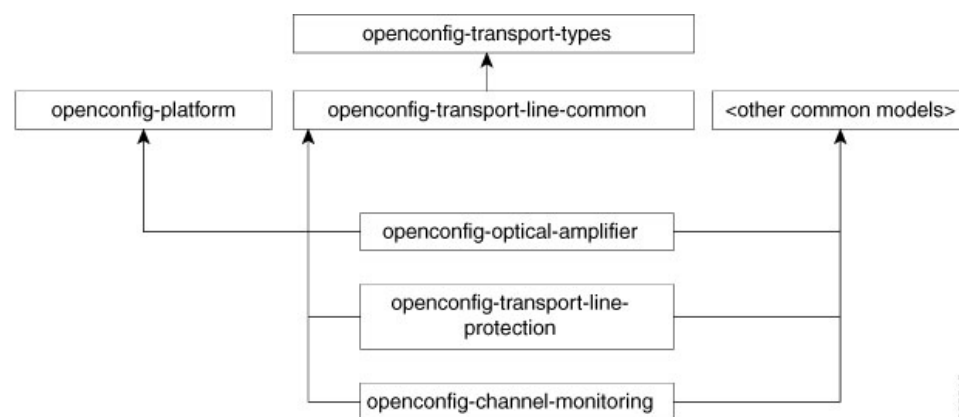 openconfig-transport-types
openconfig-platform
openconfig-transport-line-common
<other common models>
openconfig-optical-amplifier
openconfig-transport-line-
protection
openconfig-channel-monitoring